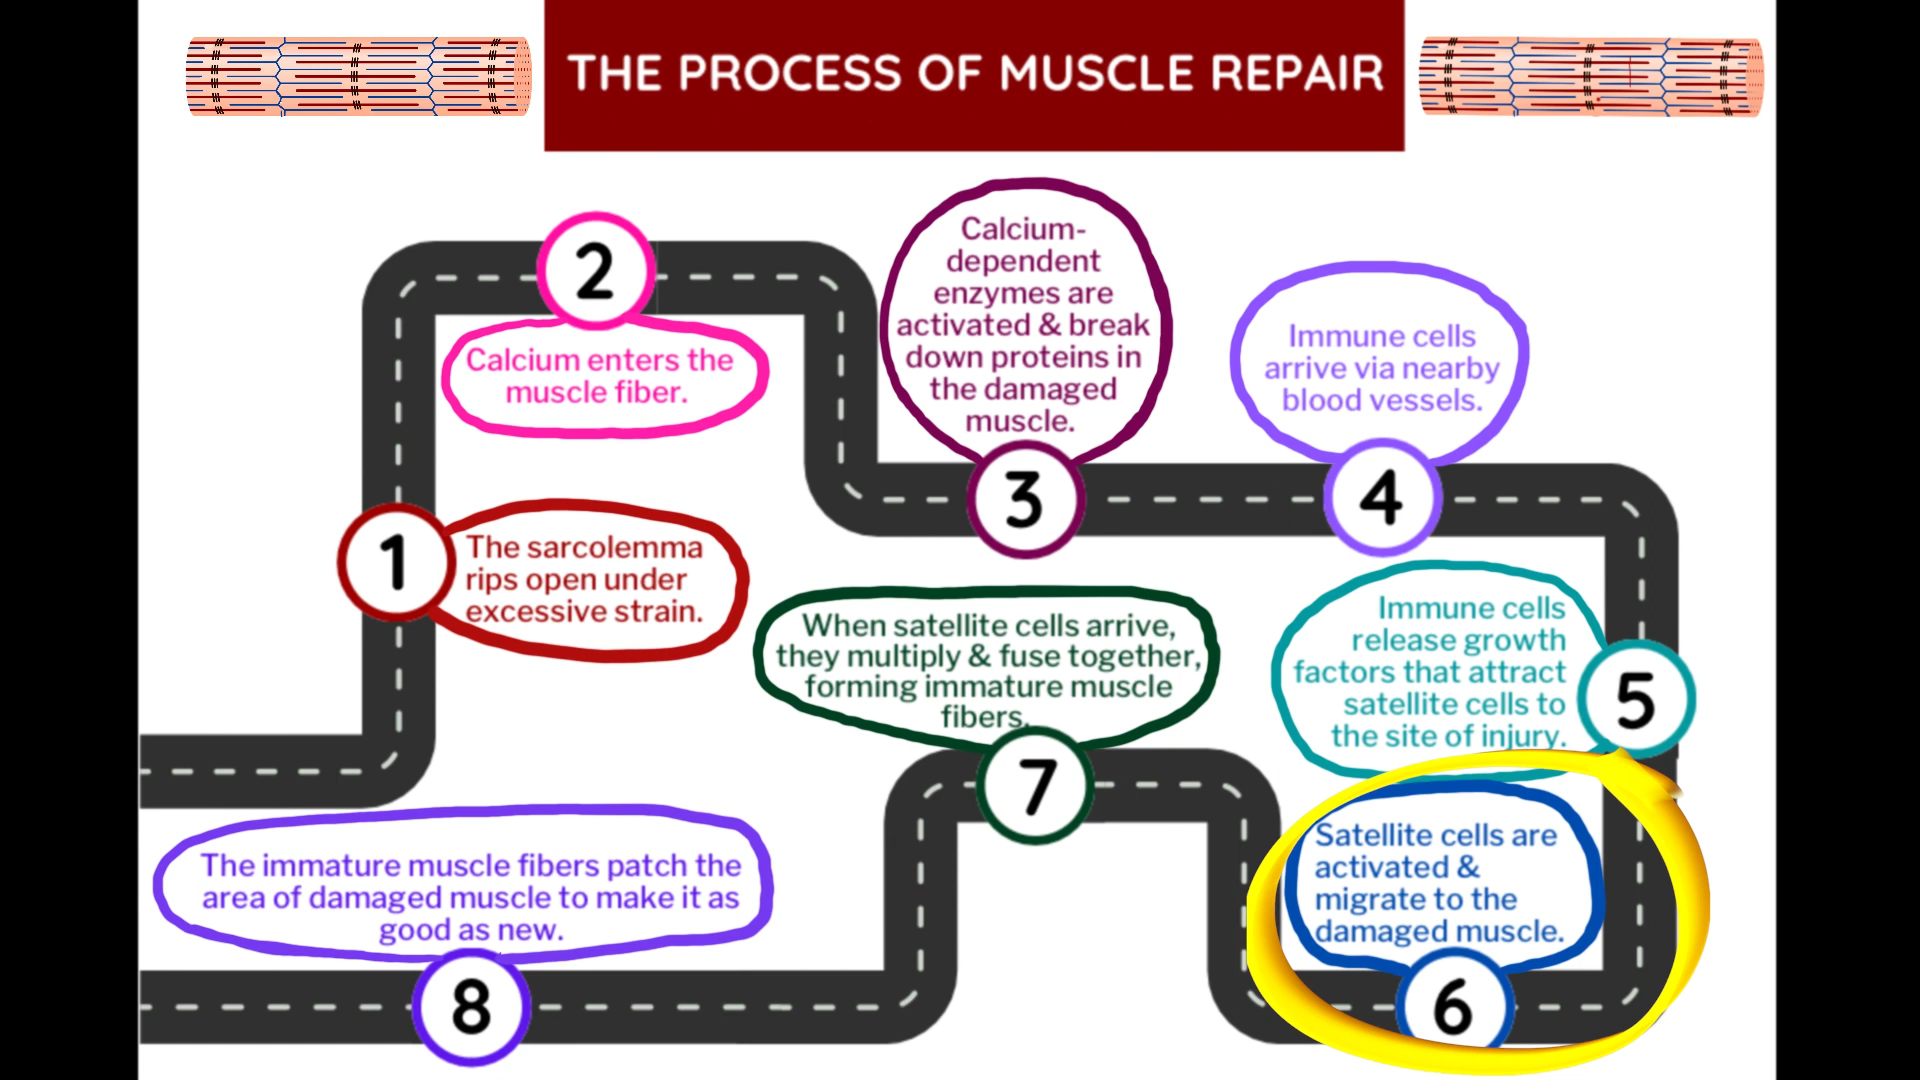 THE PROCESS OF MUSCLE REPAIR
1
The sarcolemma
rips open under
excessive strain.
2
Calcium enters the
muscle fiber.
3
Calcium-
dependent
enzymes are
activated & break
down proteins in
the damaged
muscle.
4
Immune cells
arrive via nearby
blood vessels.
5
Immune cells
release growth
factors that attract
satellite cells to
the site of injury.
6
Satellite cells are
activated &
migrate to the
damaged muscle.
7
When satellite cells arrive,
they multiply & fuse together,
forming immature muscle
fibers.
8
The immature muscle fibers patch the
area of damaged muscle to make it as
good as new.